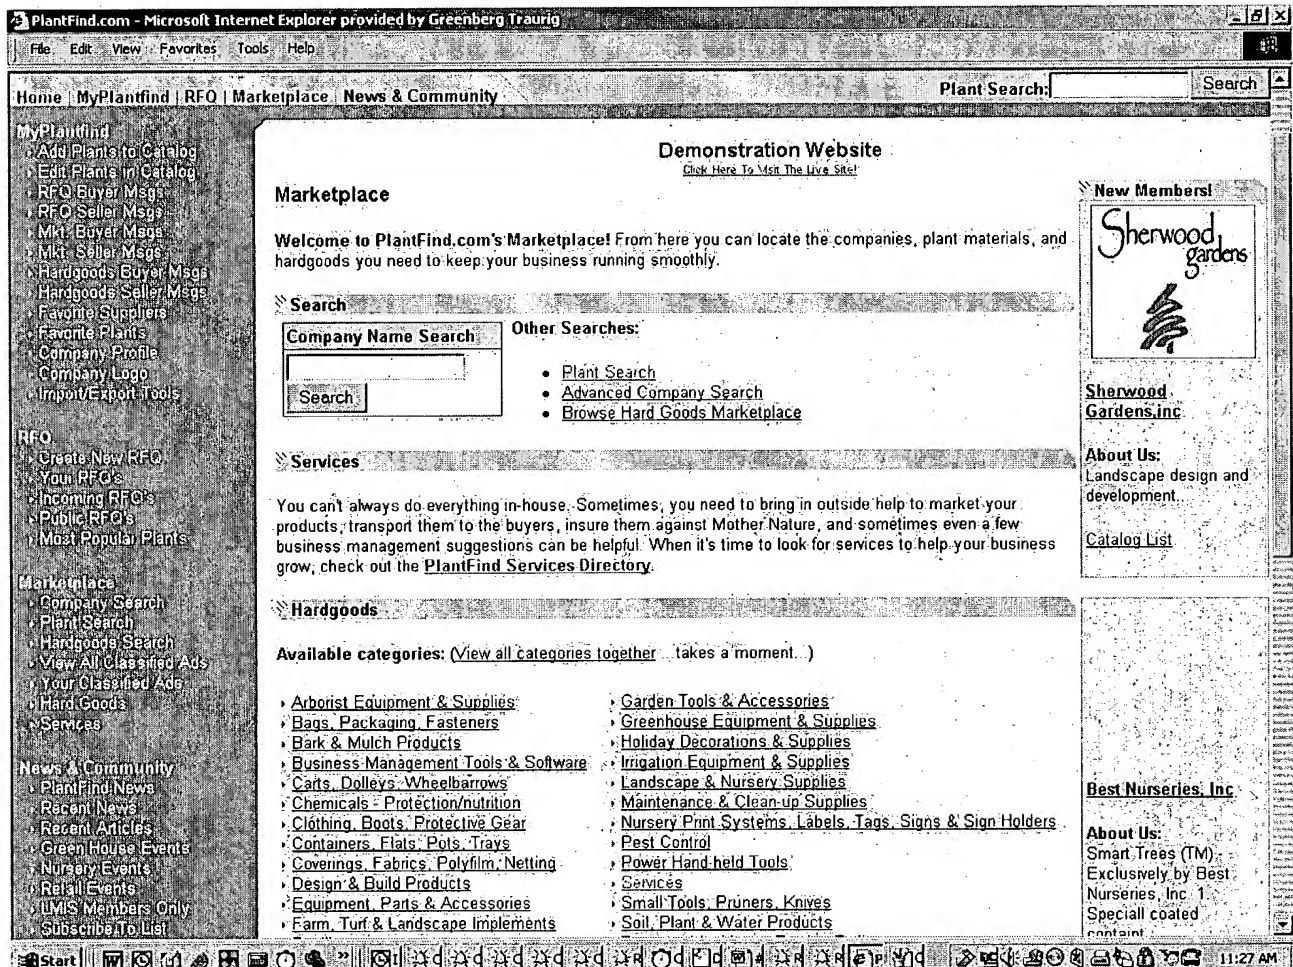 PlantFind.com - Microsoft Internet Explorer provided by Greenberg Traurig
File Edit View Favorites Tools Help
Home | MyPlantfind | RFQ | Marketplace | News & Community
Plant Search: Search
MyPlantfind
Add Plants to Catalog
Edit Plants in Catalog
RFQ Buyer Msgs
RFQ Seller Msgs
Mkt. Buyer Msgs
Mkt. Seller Msgs
Hardgoods Buyer Msgs
Hardgoods Seller Msgs
Favorite Suppliers
Favorite Plants
Company Profile
Company Logo
Import/Export Tools
RFQ
Create New RFQ
Your RFQ's
Incoming RFQ's
Public RFQ's
Most Popular Plants
Marketplace
Company Search
Plant Search
Hardgoods Search
View All Classified Ads
Your Classified Ads
Hard Goods
Services
News & Community
PlantFind News
Recent News
Recent Articles
Green House Events
Nursery Events
Retail Events
LMIS Members Only
Subscribe To List
Demonstration Website
Click Here To Visit The Live Site!
Marketplace
Welcome to PlantFind.com's Marketplace! From here you can locate the companies, plant materials, and
hardgoods you need to keep your business running smoothly.
Search
Company Name Search
Search
Other Searches:
Plant Search
Advanced Company Search
Browse Hard Goods Marketplace
Services
You can't always do everything in-house. Sometimes, you need to bring in outside help to market your
products, transport them to the buyers, insure them against Mother Nature, and sometimes even a few
business management suggestions can be helpful. When it's time to look for services to help your business
grow, check out the PlantFind Services Directory.
Hardgoods
Available categories: (View all categories together ...takes a moment...)
Arborist Equipment & Supplies
Bags, Packaging, Fasteners
Bark & Mulch Products
Business Management Tools & Software
Carts, Dolleys, Wheelbarrows
Chemicals - Protection/nutrition
Clothing, Boots, Protective Gear
Containers, Flats, Pots, Trays
Coverings, Fabrics, Polyfilm, Netting
Design & Build Products
Equipment, Parts & Accessories
Farm, Turf & Landscape Implements
Garden Tools & Accessories
Greenhouse Equipment & Supplies
Holiday Decorations & Supplies
Irrigation Equipment & Supplies
Landscape & Nursery Supplies
Maintenance & Clean-up Supplies
Nursery Print Systems, Labels, Tags, Signs & Sign Holders
Pest Control
Power Hand-held Tools
Services
Small Tools, Pruners, Knives
Soil, Plant & Water Products
New Members!
Sherwood
gardens
Sherwood
Gardens,inc
About Us:
Landscape design and
development..
Catalog List
Best Nurseries, Inc
About Us:
Smart Trees (TM) -
Exclusively by Best
Nurseries, Inc. 1.
Speciall coated
containt
Start
11:27 AM